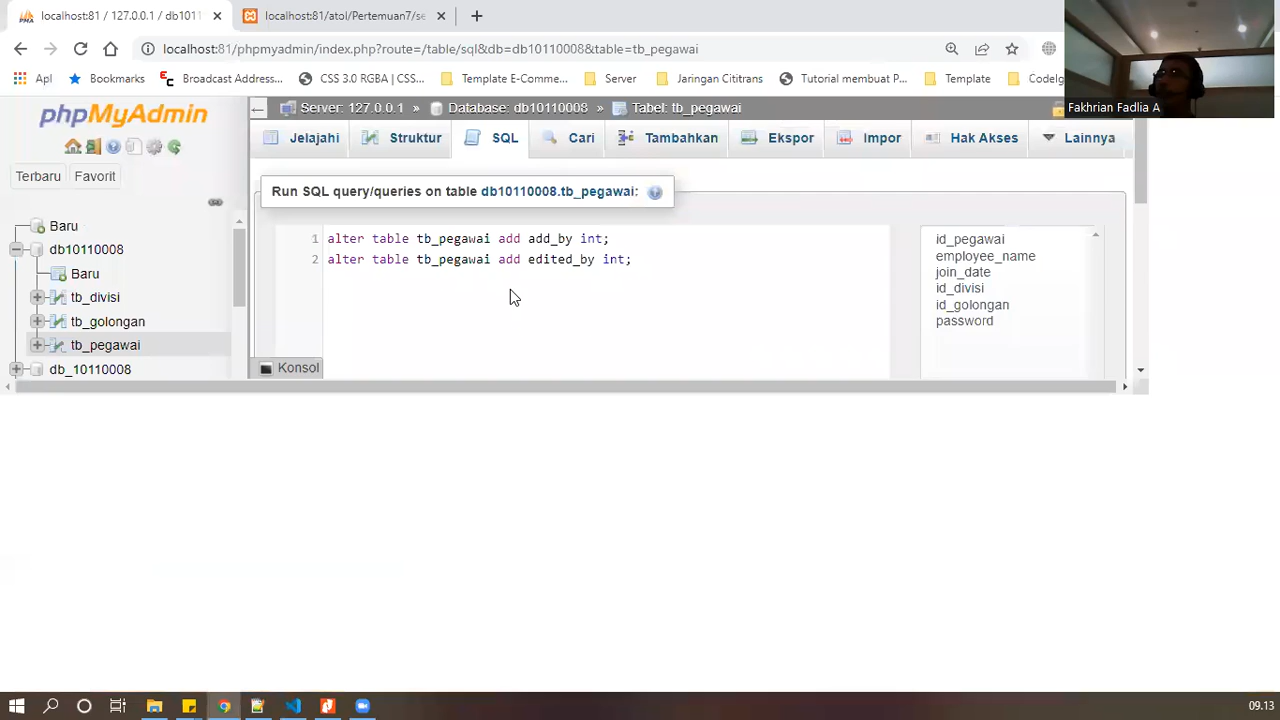 localhost:81 / 127.0.0.1 / db1011
localhost:81/atol/Pertemuan7/se
localhost:81/phpmyadmin/index.php?route=/table/sql&db=db10110008&table=tb_pegawai
Apl
Bookmarks
Broadcast Address...
CSS 3.0 RGBA | CSS...
Template E-Comme...
Server
Jaringan Cititrans
Tutorial membuat P...
Template
CodeIg
Fakhrian Fadlia A
phpMyAdmin
Terbaru
Favorit
Baru
db10110008
Baru
tb_divisi
tb_golongan
tb_pegawai
db_10110008
Server: 127.0.0.1 » Database: db10110008 » Tabel: tb_pegawai
Jelajahi
Struktur
SQL
Cari
Tambahkan
Ekspor
Impor
Hak Akses
Lainnya
Run SQL query/queries on table db10110008.tb_pegawai:
1 alter table tb_pegawai add add_by int;
2 alter table tb_pegawai add edited_by int;
id_pegawai
employee_name
join_date
id_divisi
id_golongan
password
Konsol
09.13